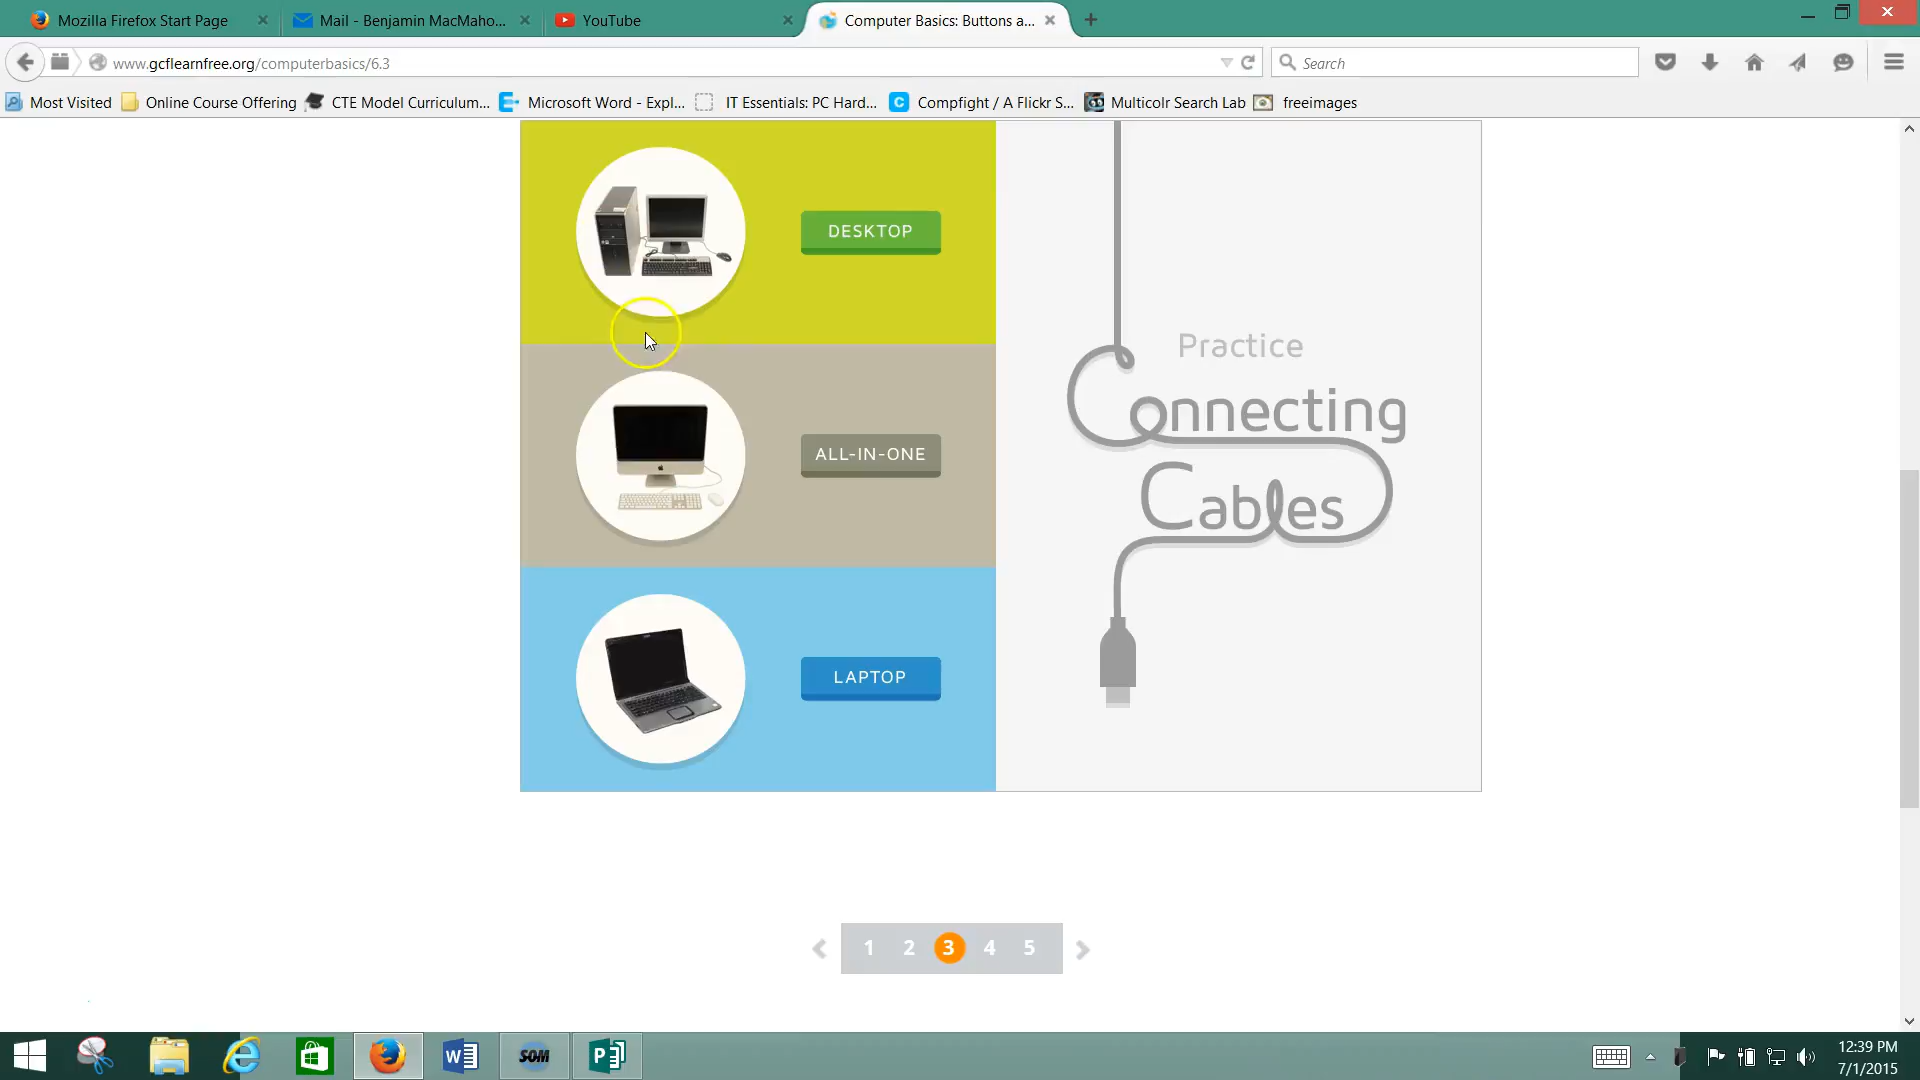 Mozilla Firefox Start Page
Mail - Benjamin MacMaho...
YouTube
Computer Basics: Buttons a...
www.gcflearnfree.org/computerbasics/6.3
Search
Most Visited
Online Course Offering
CTE Model Curriculum...
Microsoft Word - Expl...
IT Essentials: PC Hard...
Compfight / A Flickr S...
Multicolr Search Lab
freeimages
DESKTOP
ALL-IN-ONE
LAPTOP
Practice
Connecting
Cables
1 2 3 4 5
SOM
12:39 PM
7/1/2015